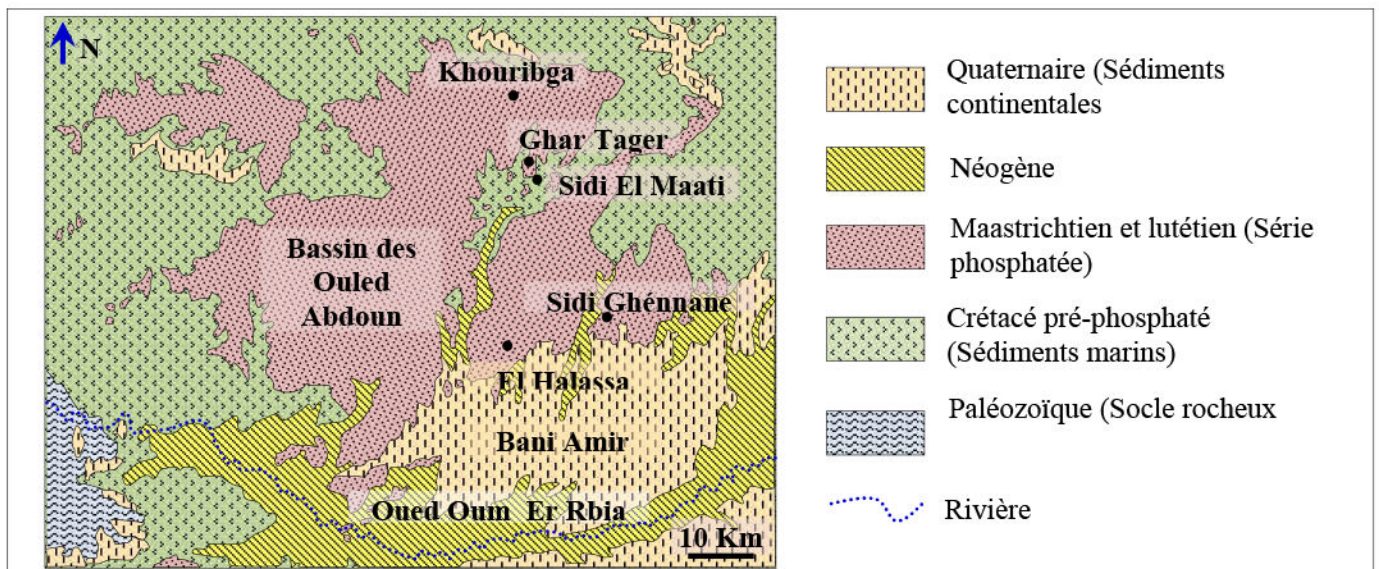 N
Khouribga
Ghar Tager
Sidi El Maati
Bassin des
Ouled
Abdoun
Sidi Ghénnane
El Halassa
Bani Amir
Oued Oum Er Rbia
10 Km
Quaternaire (Sédiments
continentales
Néogène
Maastrichtien et lutétien (Série
phosphatée)
Crétacé pré-phosphaté
(Sédiments marins)
Paléozoïque (Socle rocheux
Rivière